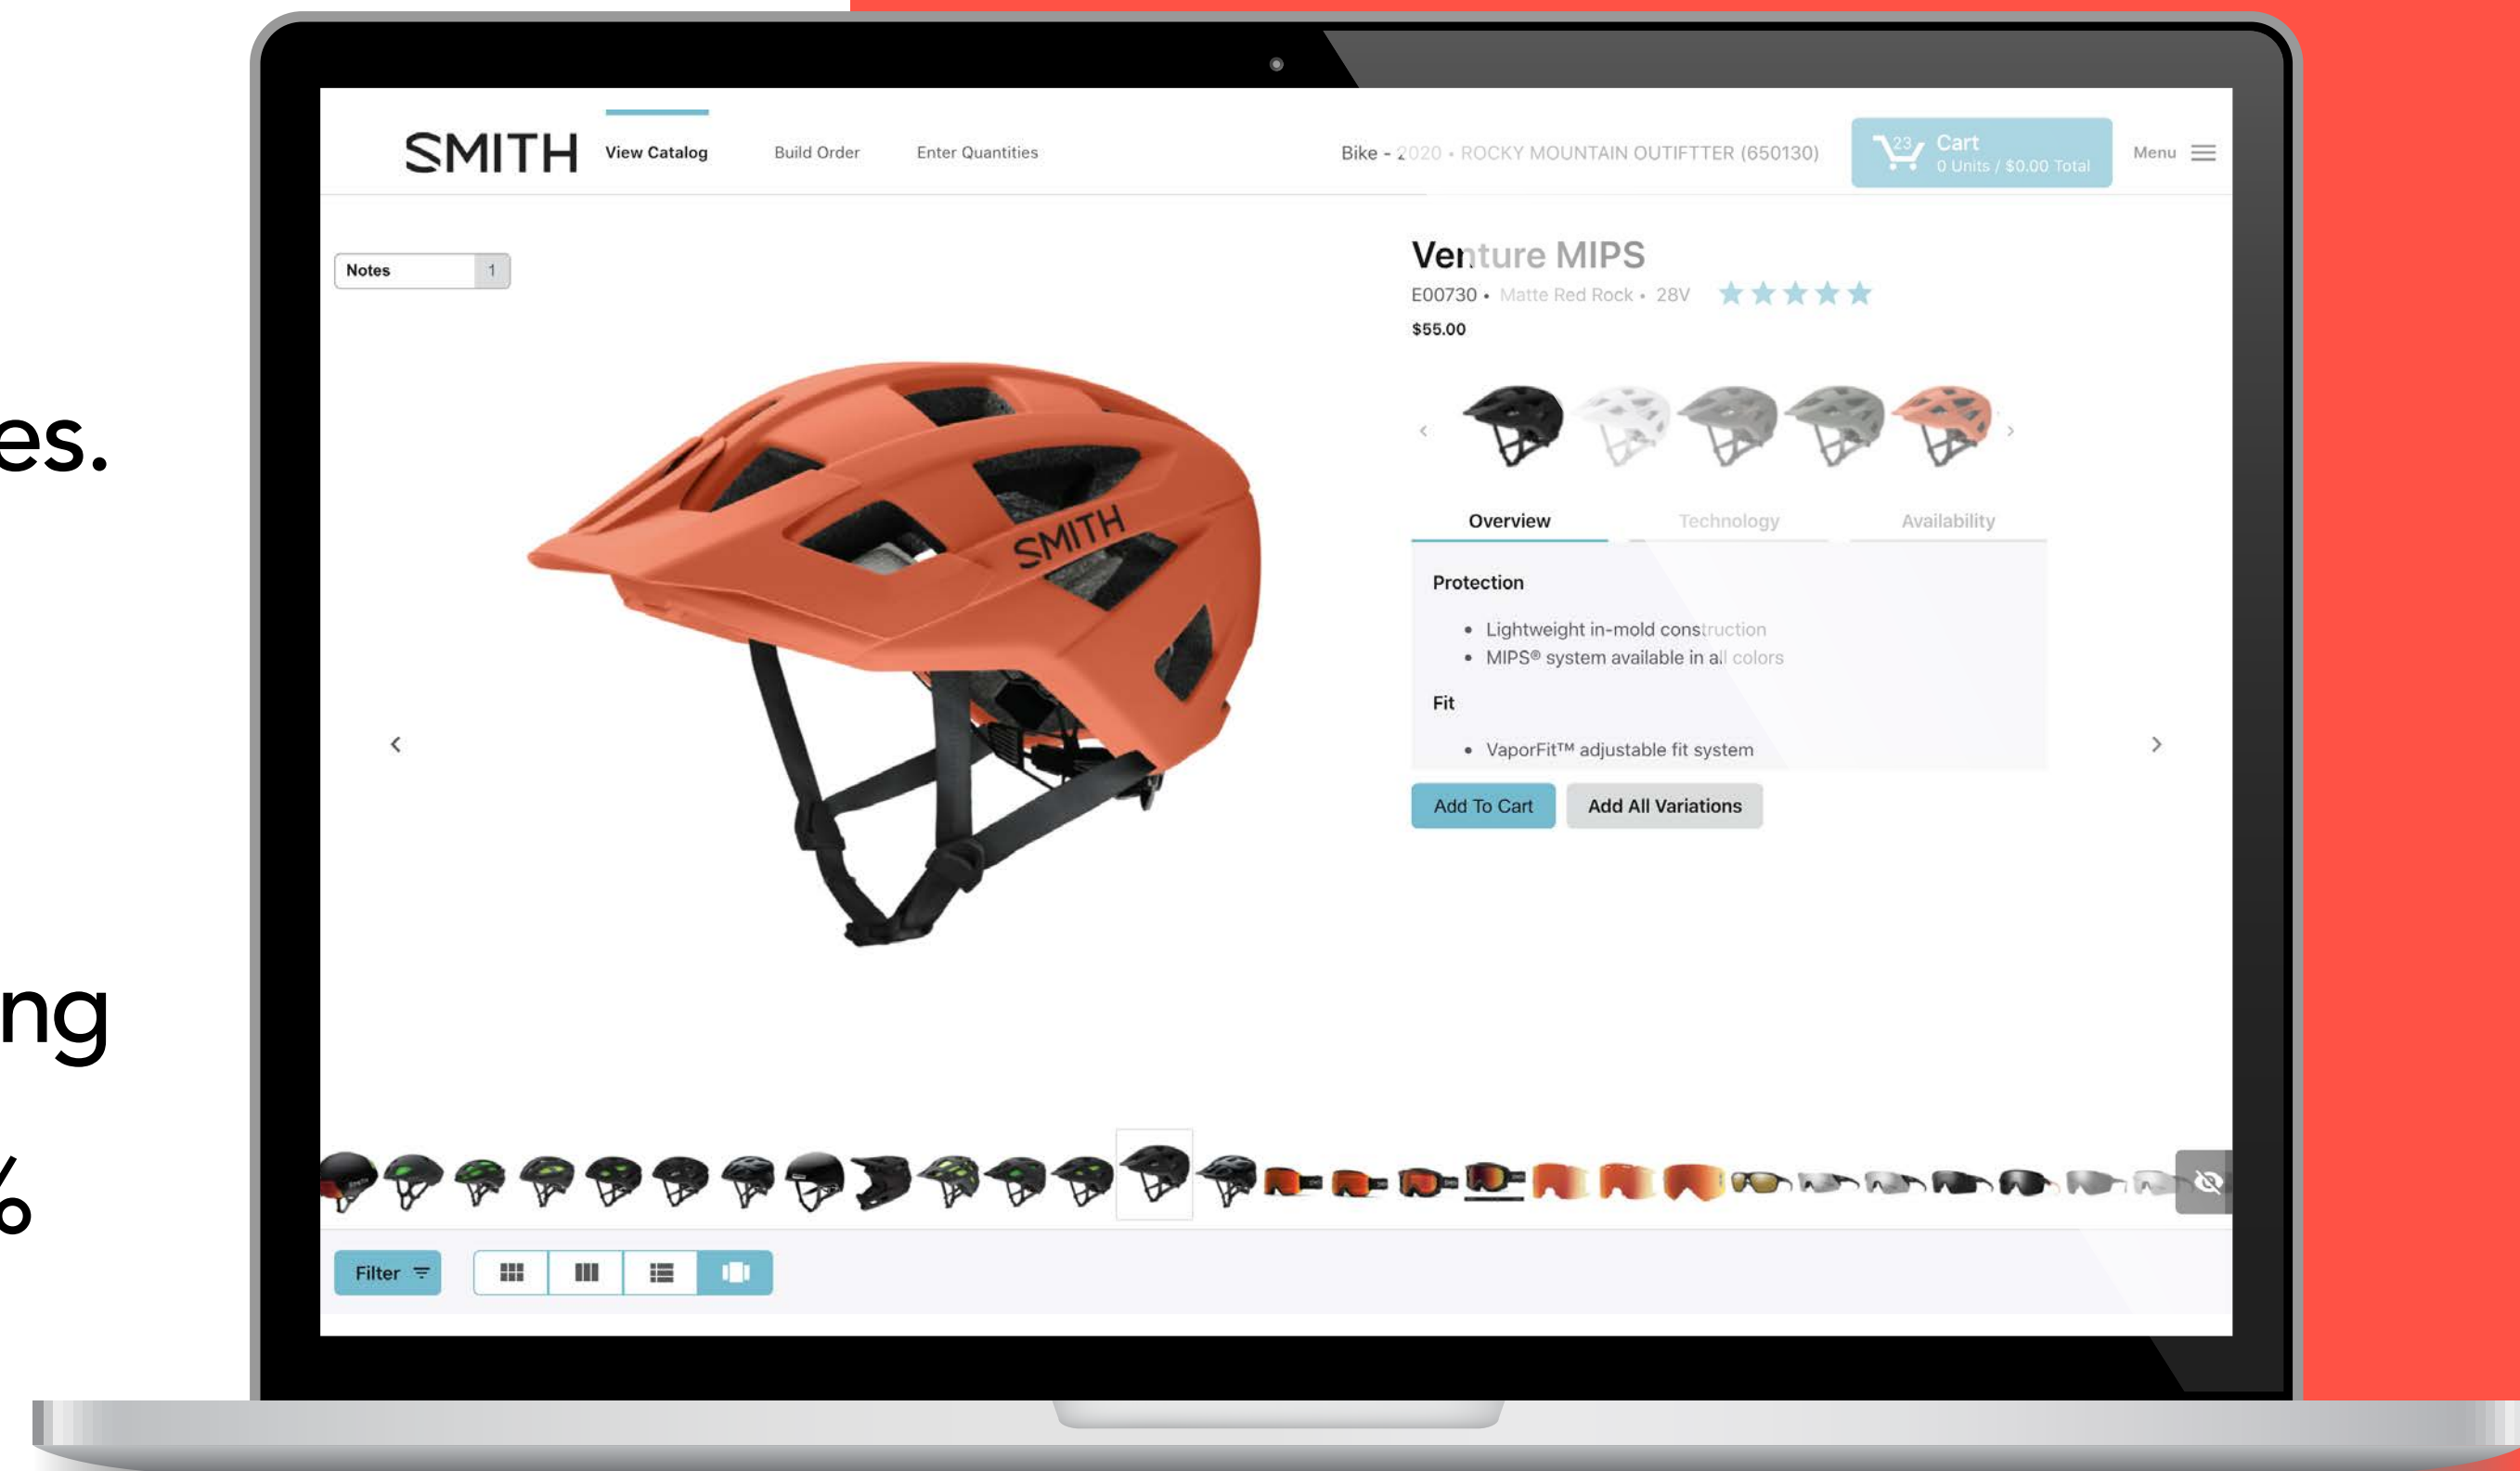 es.
ng
%
SMITH
View Catalog
Build Order
Enter Quantities
Bike - 2020 • ROCKY MOUNTAIN OUTIFTTER (650130)
23
Cart
0 Units / $0.00 Total
Menu
Notes 1
SMITH
Venture MIPS
E00730 • Matte Red Rock • 28V
$55.00
Overview
Technology
Availability
Protection
• Lightweight in-mold construction
• MIPS® system available in all colors
Fit
• VaporFit™ adjustable fit system
Add To Cart
Add All Variations
Filter